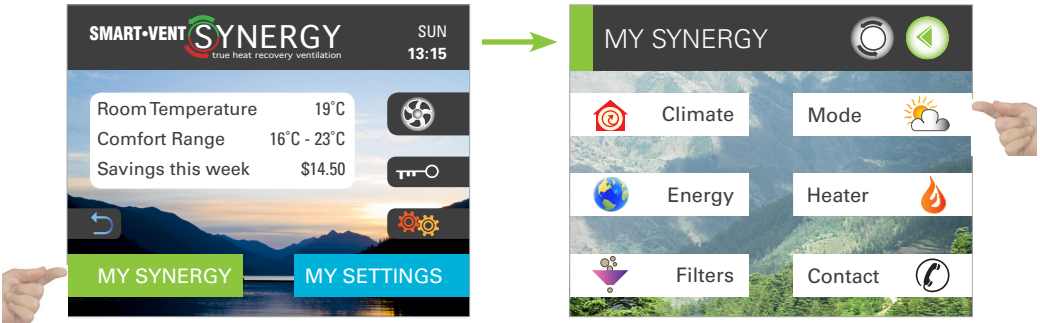 SMART•VENT SYNERGY
true heat recovery ventilation
SUN
13:15
Room Temperature 19°C
Comfort Range 16°C - 23°C
Savings this week $14.50
MY SYNERGY
MY SETTINGS
MY SYNERGY
Climate
Mode
Energy
Heater
Filters
Contact